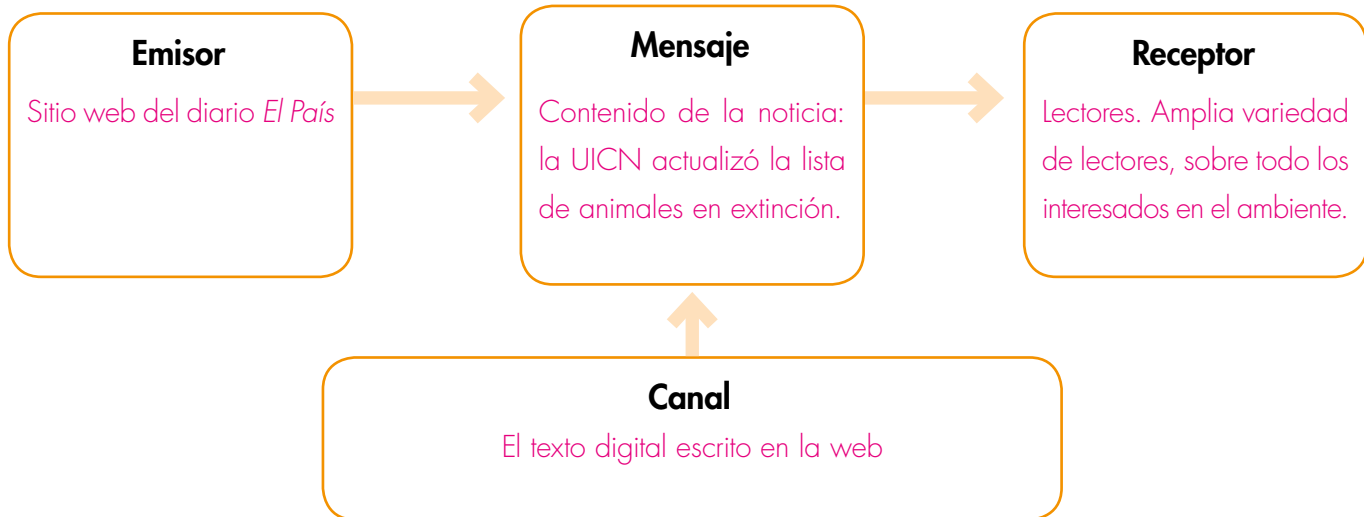 Emisor
Sitio web del diario El País
Mensaje
Contenido de la noticia:
la UICN actualizó la lista
de animales en extinción.
Receptor
Lectores. Amplia variedad
de lectores, sobre todo los
interesados en el ambiente.
Canal
El texto digital escrito en la web